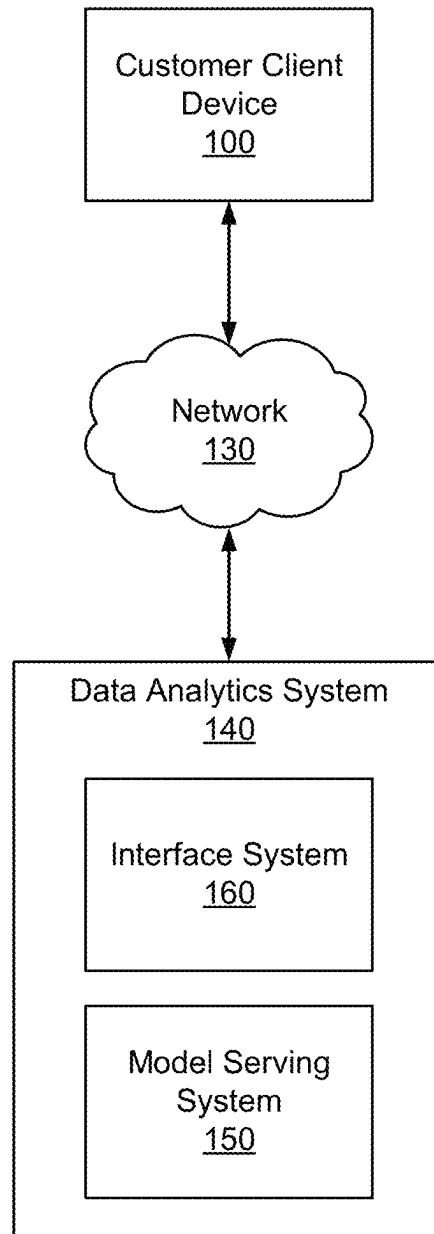 Customer Client
Device
100
Network
130
Data Analytics System
140
Interface System
160
Model Serving
System
150